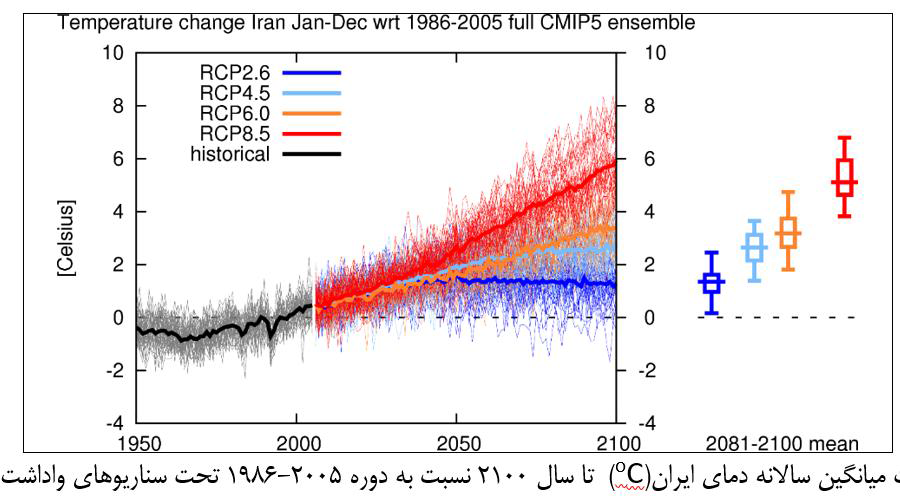 Temperature change Iran Jan-Dec wrt 1986-2005 full CMIP5 ensemble
10 10
RCP2.6
RCP4.5
8 8
RCP6.0
RCP8.5
historical
6 6
[Celsius]
4 4
2 2
0 0
-2 -2
-4 -4
1950 2000 2050 2100 2081-2100 mean
میانگین سالانه دمای ایران(⁰C) تا سال ۲۱۰۰ نسبت به دوره ۲۰۰۵-۱۹۸۶ تحت سناریوهای واداشت